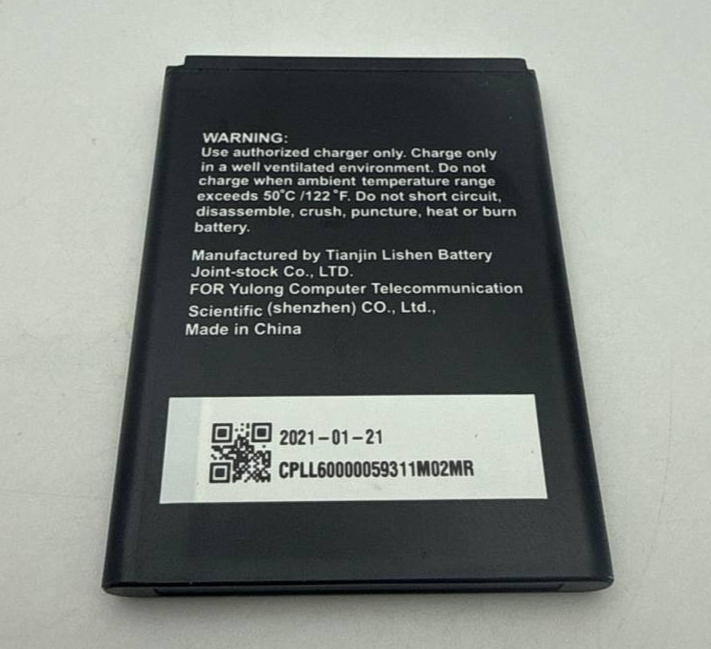 WARNING:
Use authorized charger only. Charge only
in a well ventilated environment. Do not
charge when ambient temperature range
exceeds 50°C /122 °F. Do not short circuit,
disassemble, crush, puncture, heat or burn
battery.
Manufactured by Tianjin Lishen Battery
Joint-stock Co., LTD.
FOR Yulong Computer Telecommunication
Scientific (shenzhen) CO., Ltd.,
Made in China
2021-01-21
CPLL60000059311M02MR